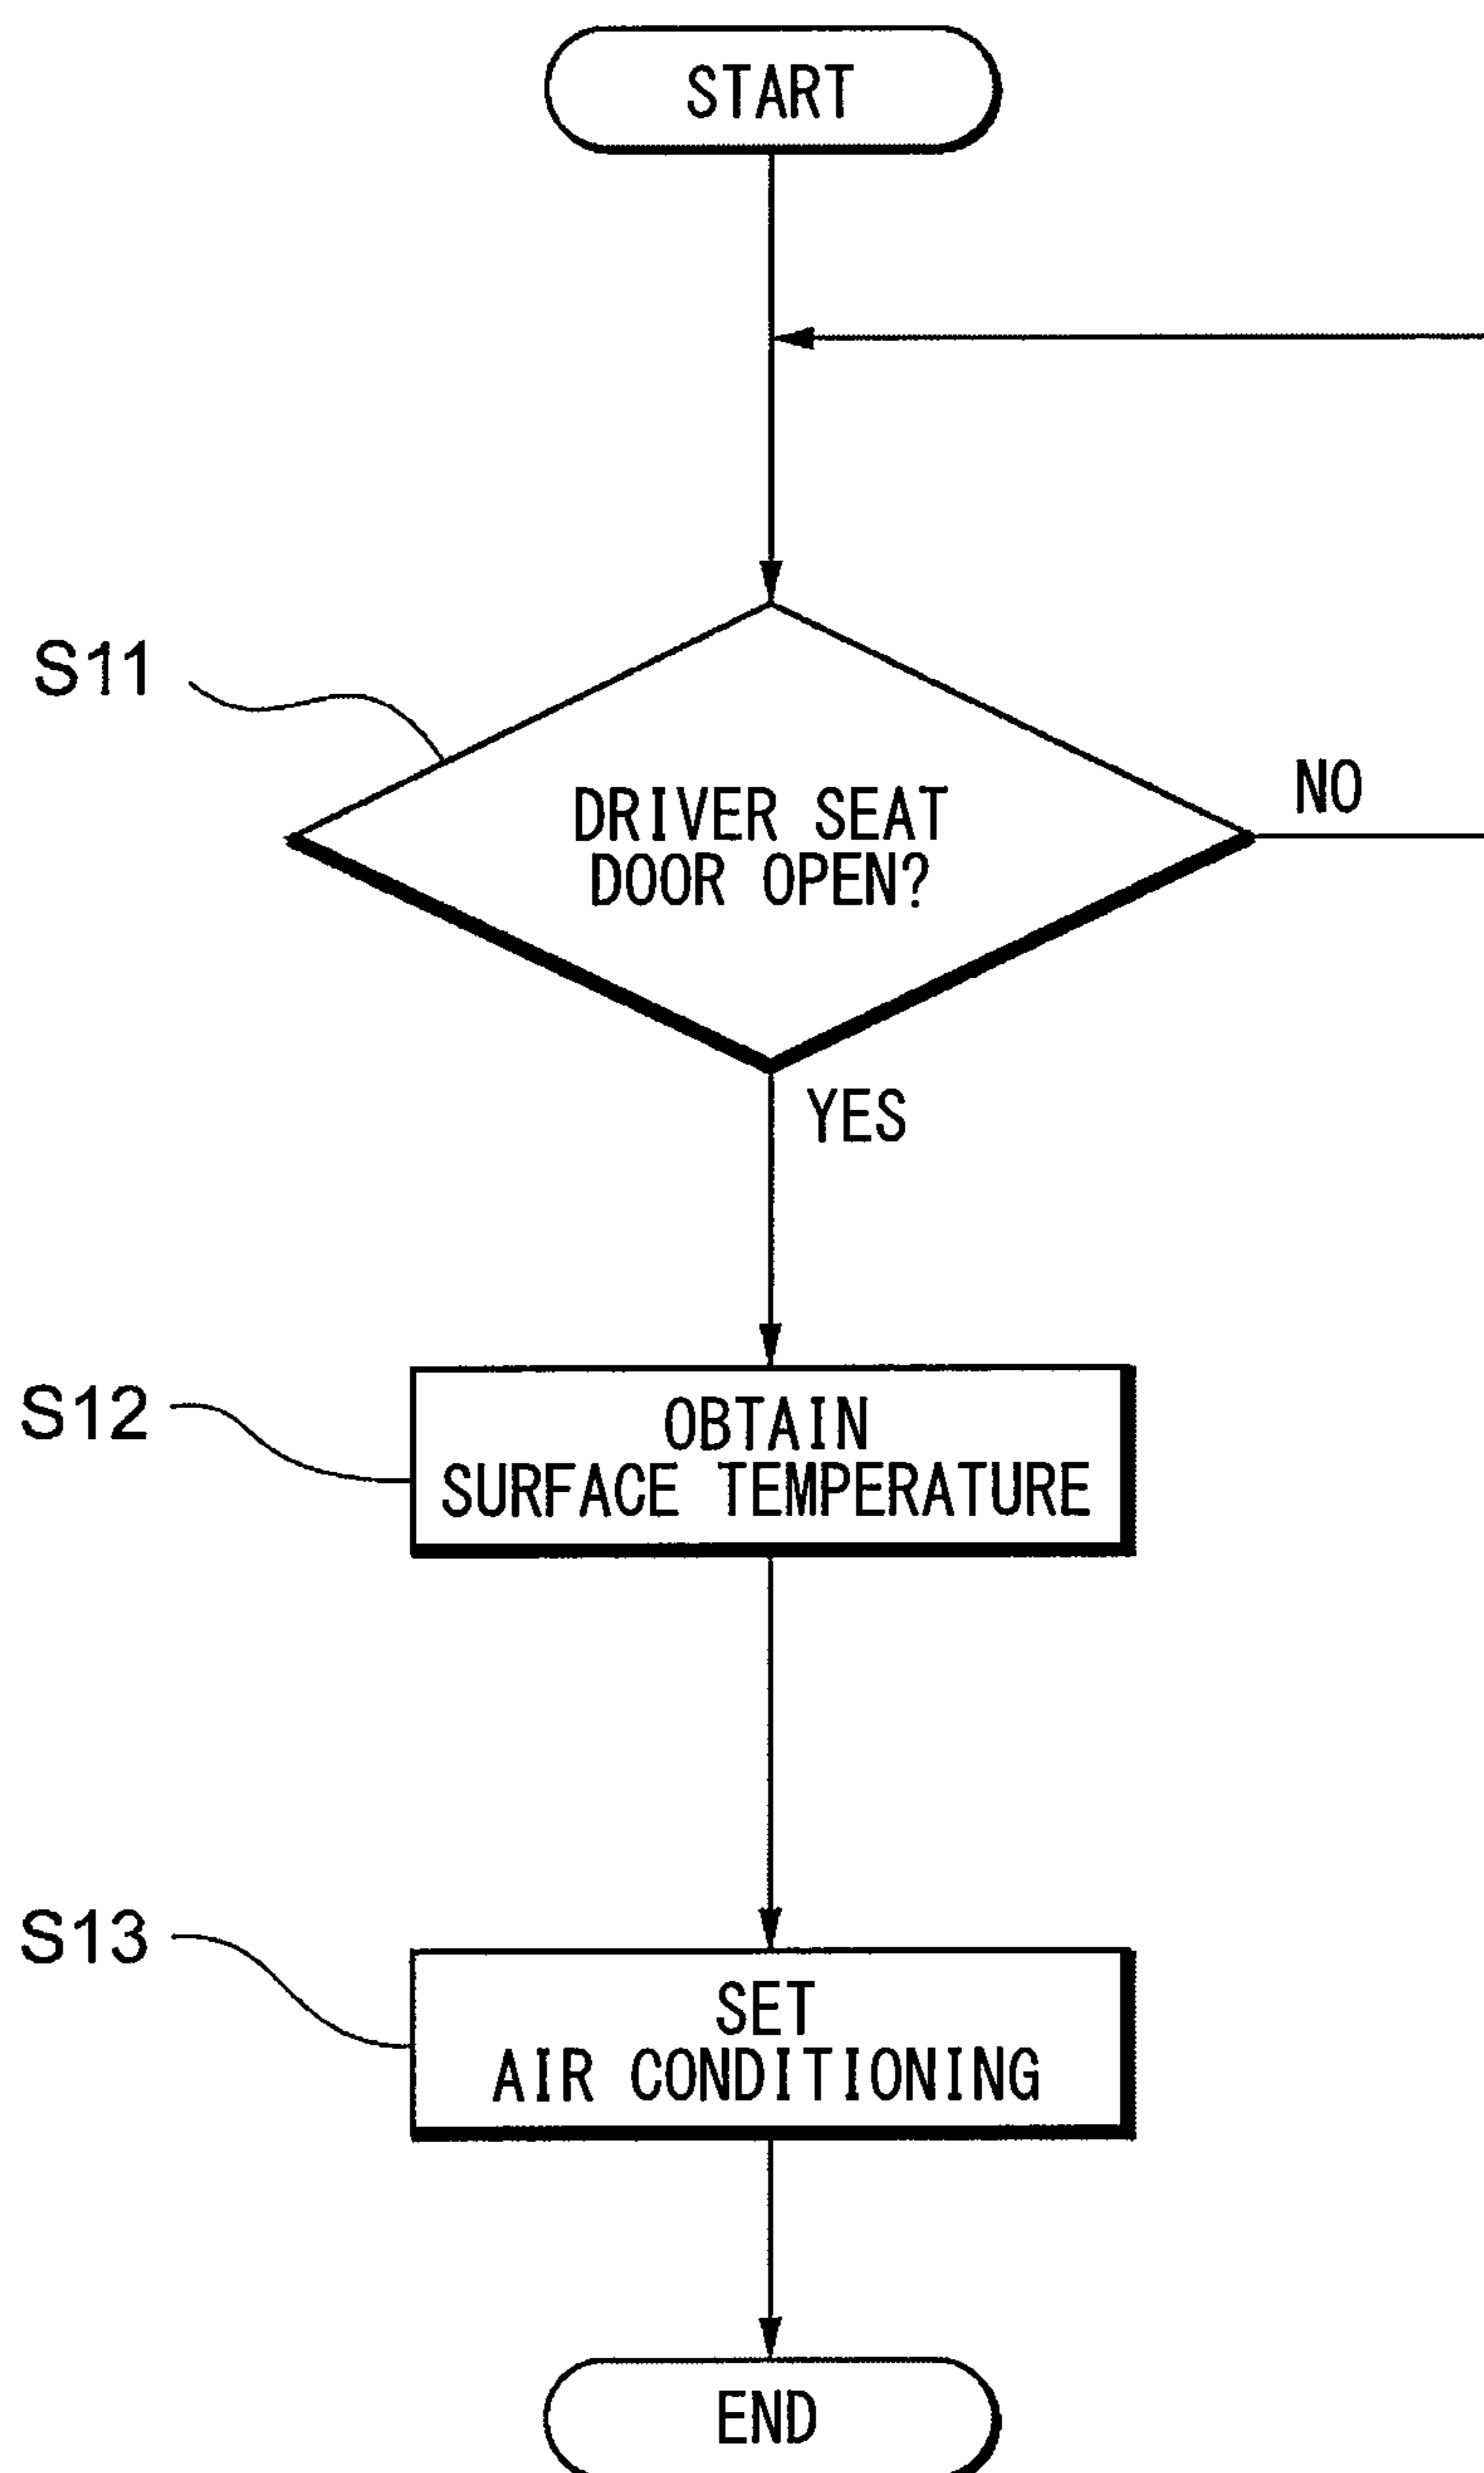 START
S11
DRIVER SEAT
DOOR OPEN?
NO
YES
S12
OBTAIN
SURFACE TEMPERATURE
S13
SET
AIR CONDITIONING
END